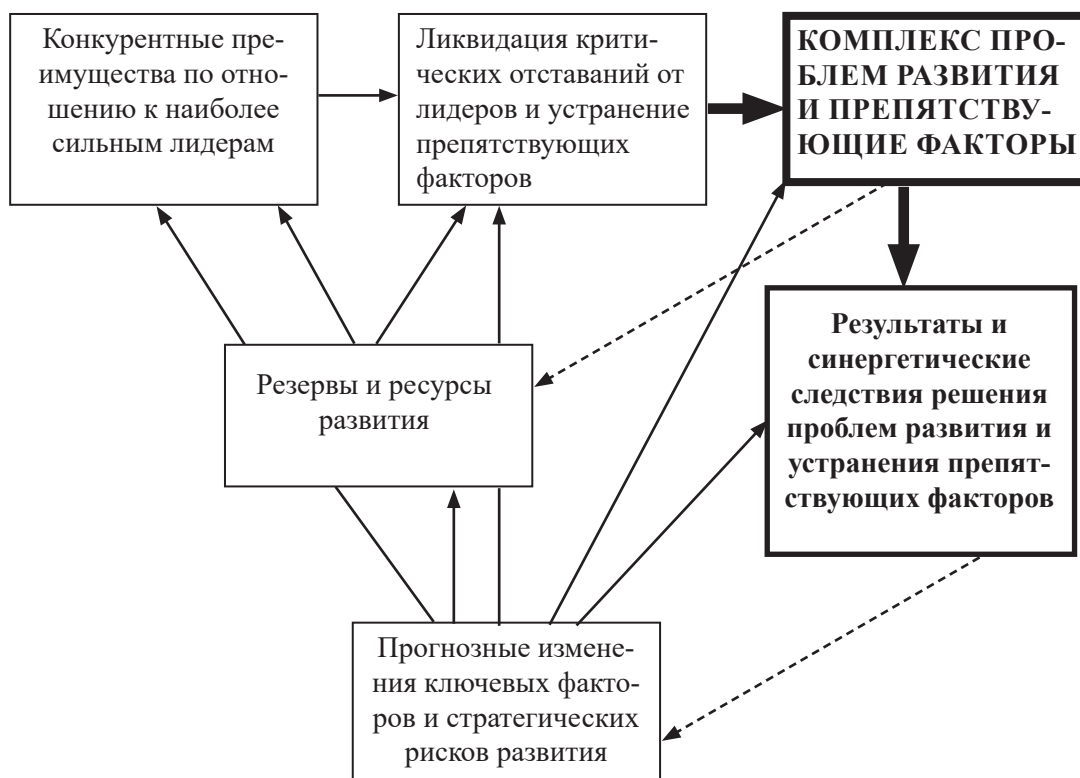 Конкурентные пре-
имущества по отно-
шению к наиболее
сильным лидерам
Ликвидация крити-
ческих отставаний от
лидеров и устранение
препятствующих
факторов
КОМПЛЕКС ПРО-
БЛЕМ РАЗВИТИЯ
И ПРЕПЯТСТВУ-
ЮЩИЕ ФАКТОРЫ
Резервы и ресурсы
развития
Результаты и
синергетические
следствия решения
проблем развития и
устранения препят-
ствующих факторов
Прогнозные измене-
ния ключевых факто-
ров и стратегических
рисков развития